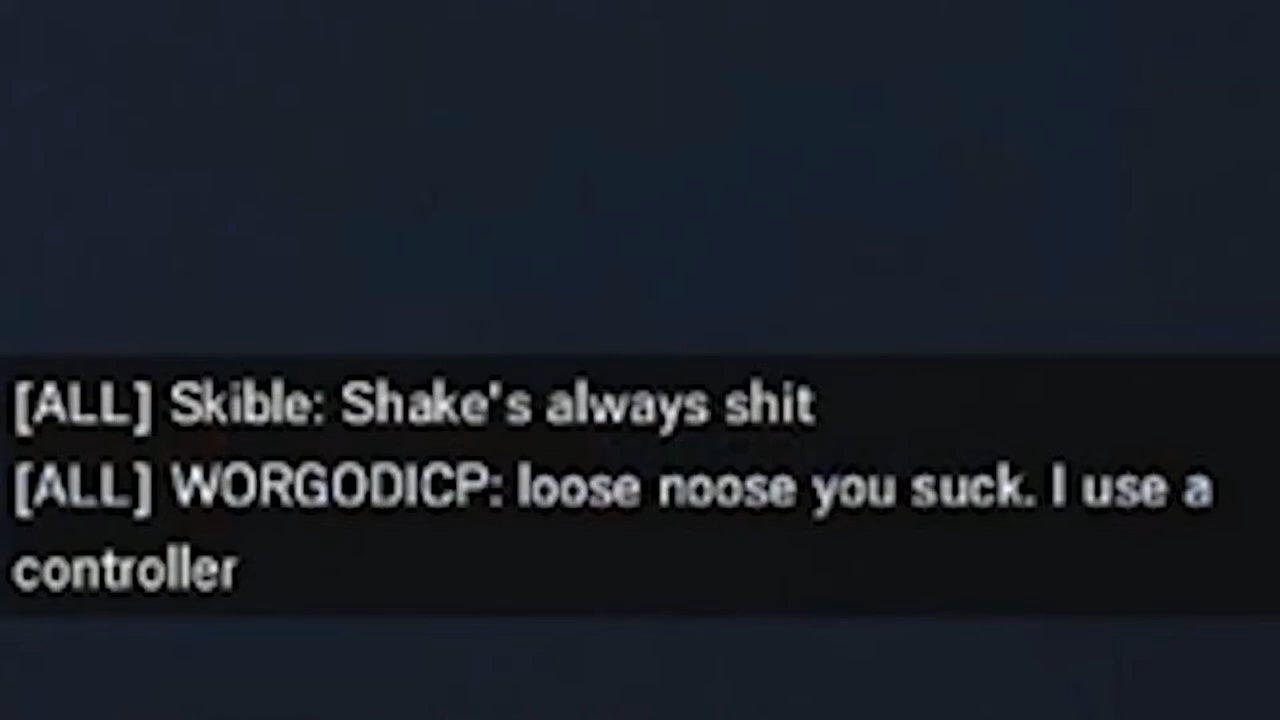 [ALL] Skible: Shake's always shit
[ALL] WORGODICP: loose noose you suck. I use a
controller